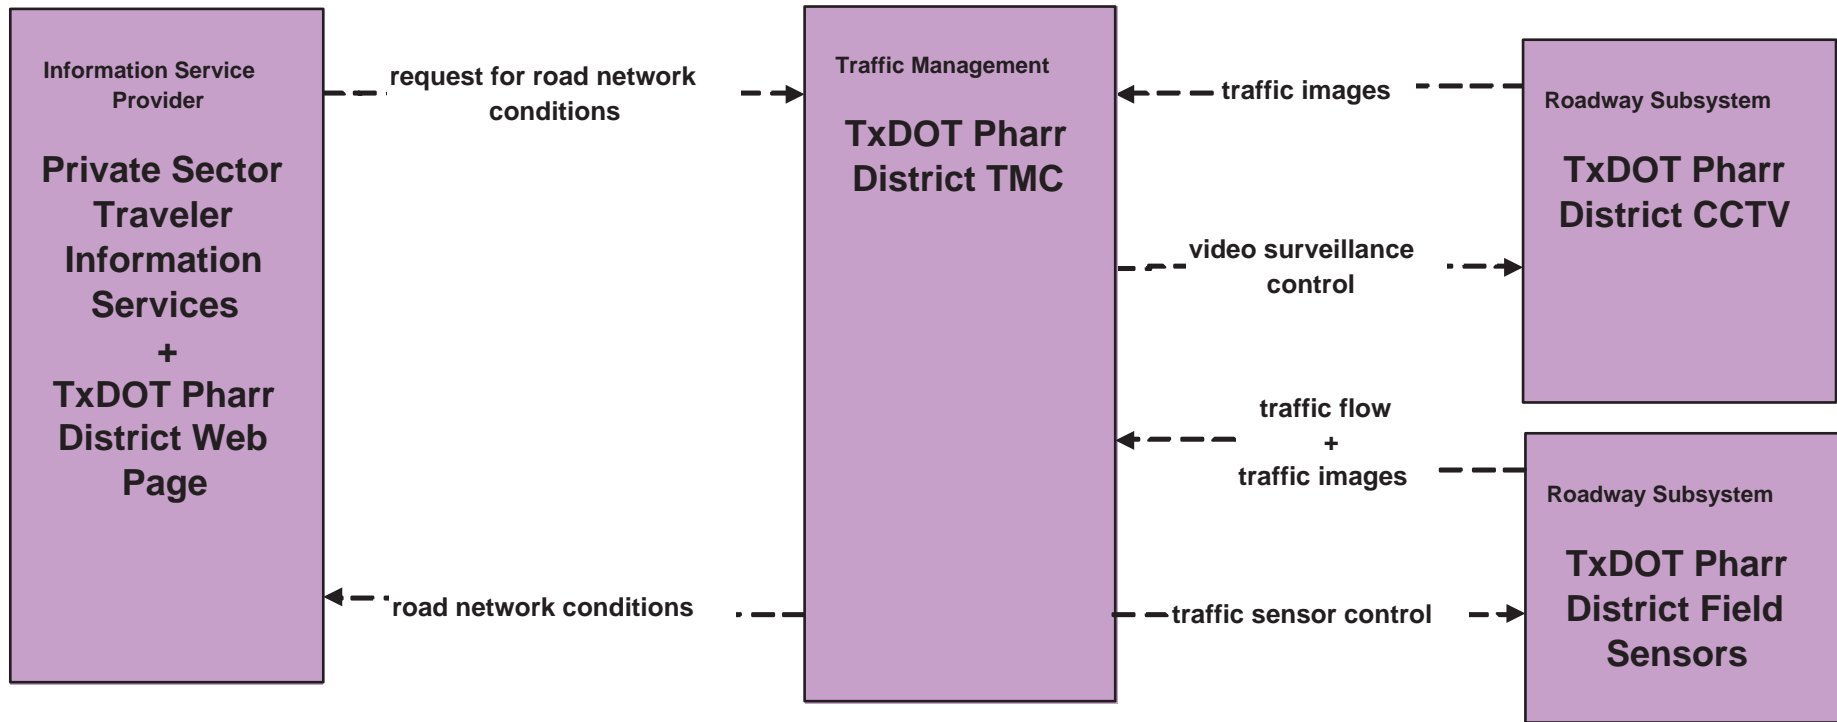 Information Service
Provider
Private Sector
Traveler
Information
Services
+
TxDOT Pharr
District Web
Page
request for road network
conditions
road network conditions
Traffic Management
TxDOT Pharr
District TMC
traffic images
video surveillance
control
traffic flow
+
traffic images
traffic sensor control
Roadway Subsystem
TxDOT Pharr
District CCTV
Roadway Subsystem
TxDOT Pharr
District Field
Sensors